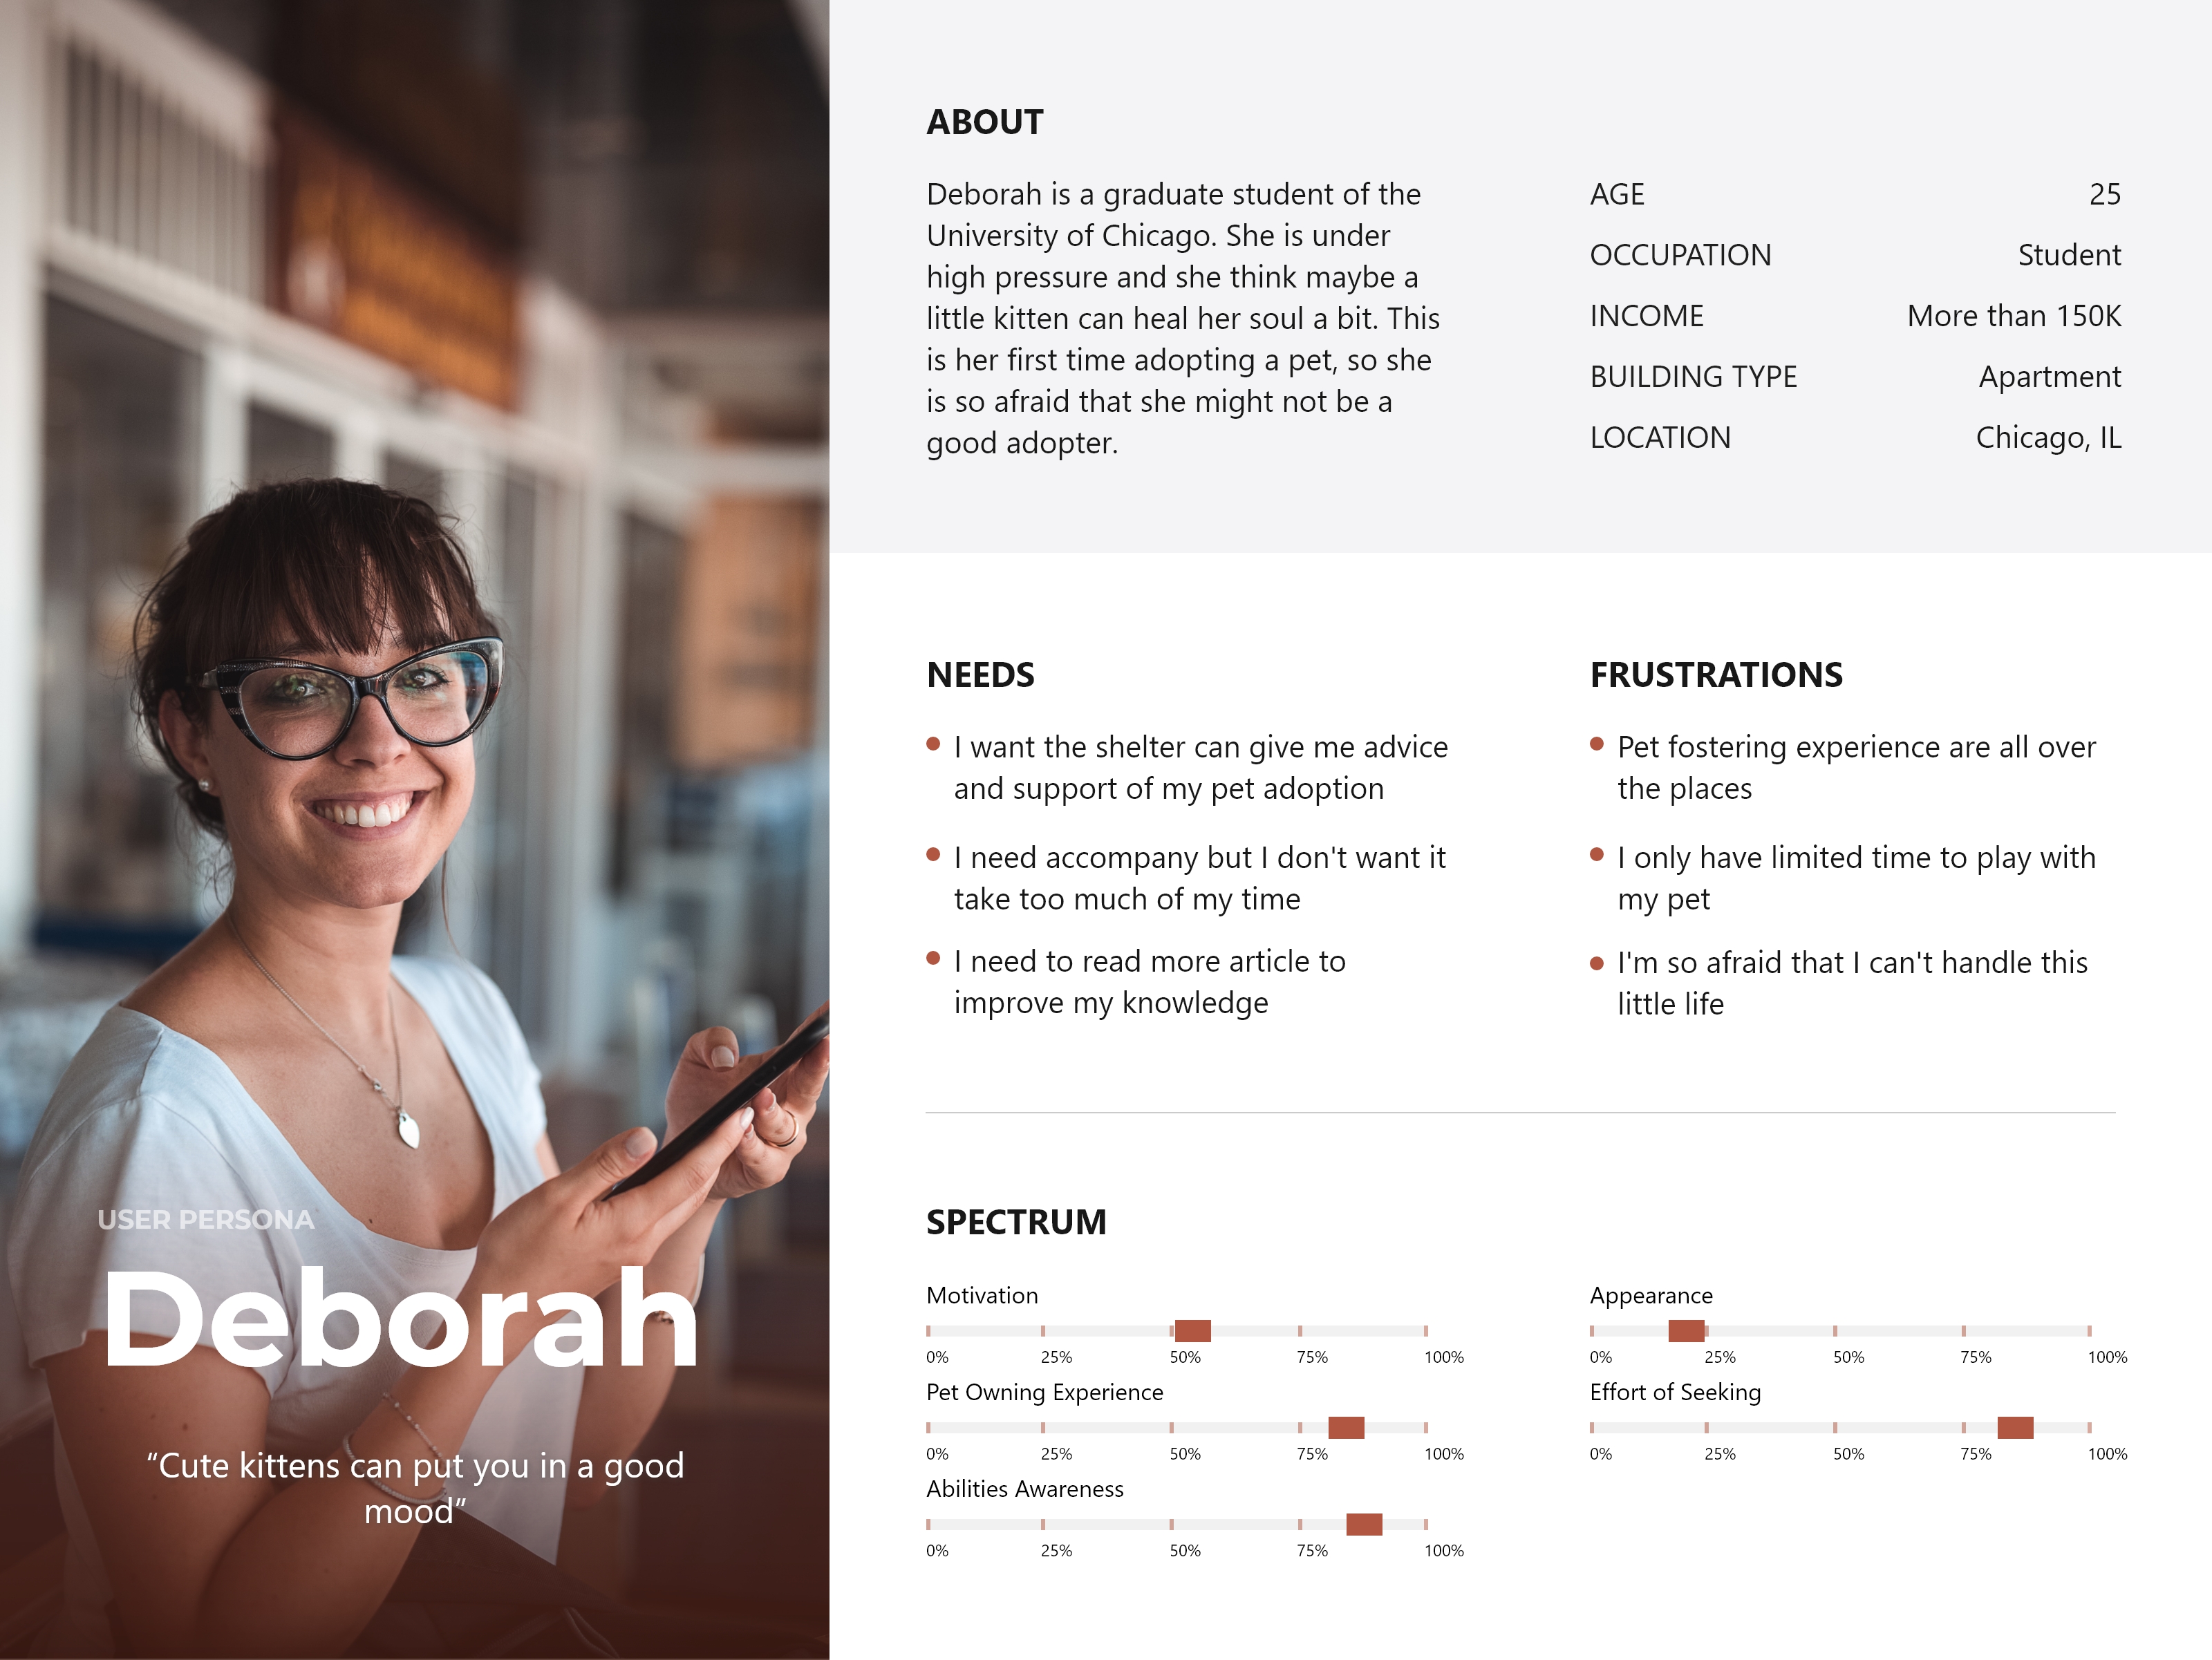 USER PERSONA
Deborah
“Cute kittens can put you in a good
mood”
ABOUT
Deborah is a graduate student of the
University of Chicago. She is under
high pressure and she think maybe a
little kitten can heal her soul a bit. This
is her first time adopting a pet, so she
is so afraid that she might not be a
good adopter.
AGE 25
OCCUPATION Student
INCOME More than 150K
BUILDING TYPE Apartment
LOCATION Chicago, IL
NEEDS
I want the shelter can give me advice
and support of my pet adoption
I need accompany but I don't want it
take too much of my time
I need to read more article to
improve my knowledge
FRUSTRATIONS
Pet fostering experience are all over
the places
I only have limited time to play with
my pet
I'm so afraid that I can't handle this
little life
SPECTRUM
Motivation
0% 25% 50% 75% 100%
Pet Owning Experience
0% 25% 50% 75% 100%
Abilities Awareness
0% 25% 50% 75% 100%
Appearance
0% 25% 50% 75% 100%
Effort of Seeking
0% 25% 50% 75% 100%